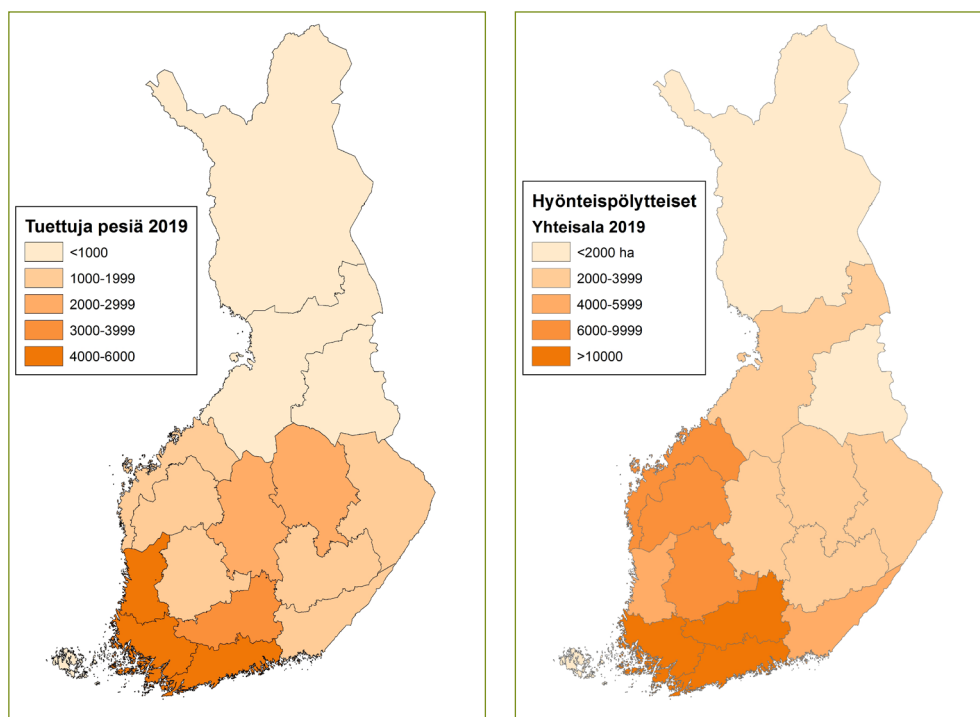 Tuettuja pesiä 2019
<1000
1000-1999
2000-2999
3000-3999
4000-6000
Hyönteispölytteiset
Yhteisala 2019
<2000 ha
2000-3999
4000-5999
6000-9999
>10000